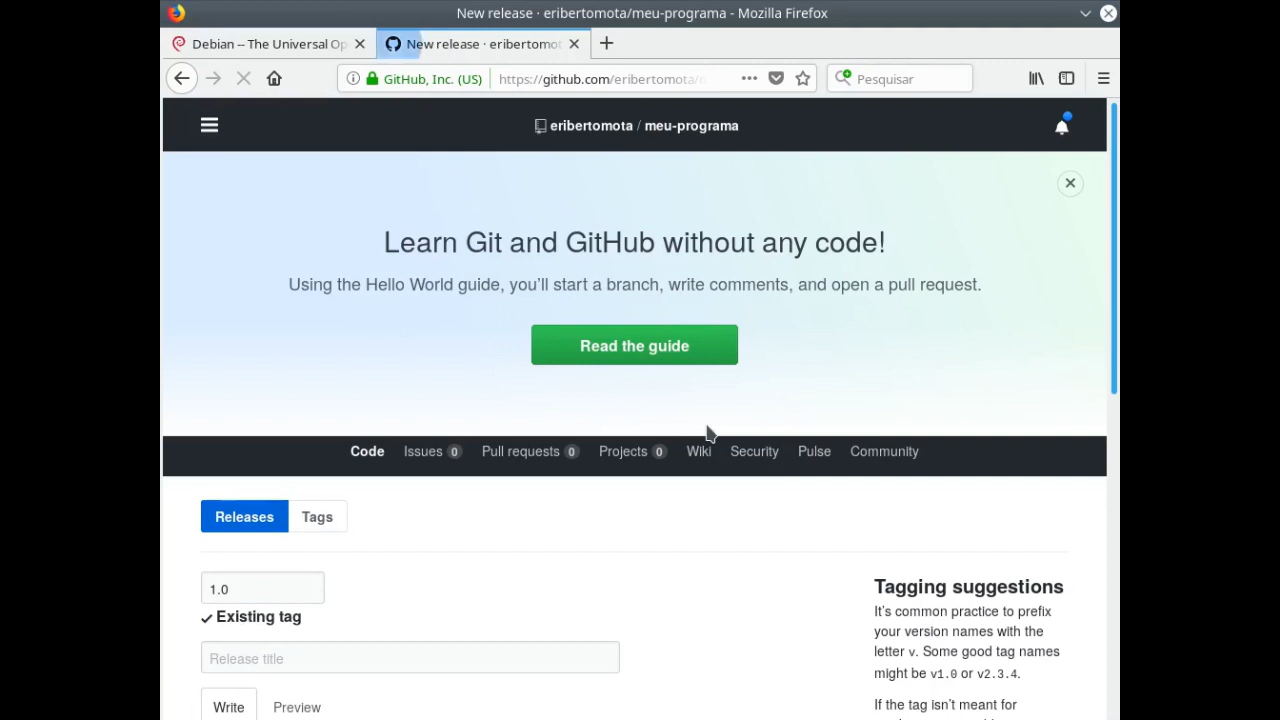 New release · eribertomota/meu-programa - Mozilla Firefox
Debian -- The Universal Op
New release · eribertomot
GitHub, Inc. (US)
https://github.com/eribertomota/
Pesquisar
eribertomota / meu-programa
Learn Git and GitHub without any code!
Using the Hello World guide, you’ll start a branch, write comments, and open a pull request.
Read the guide
Code Issues 0 Pull requests 0 Projects 0 Wiki Security Pulse Community
Releases Tags
1.0
Existing tag
Release title
Write Preview
Tagging suggestions
It’s common practice to prefix
your version names with the
letter v. Some good tag names
might be v1.0 or v2.3.4.
If the tag isn’t meant for